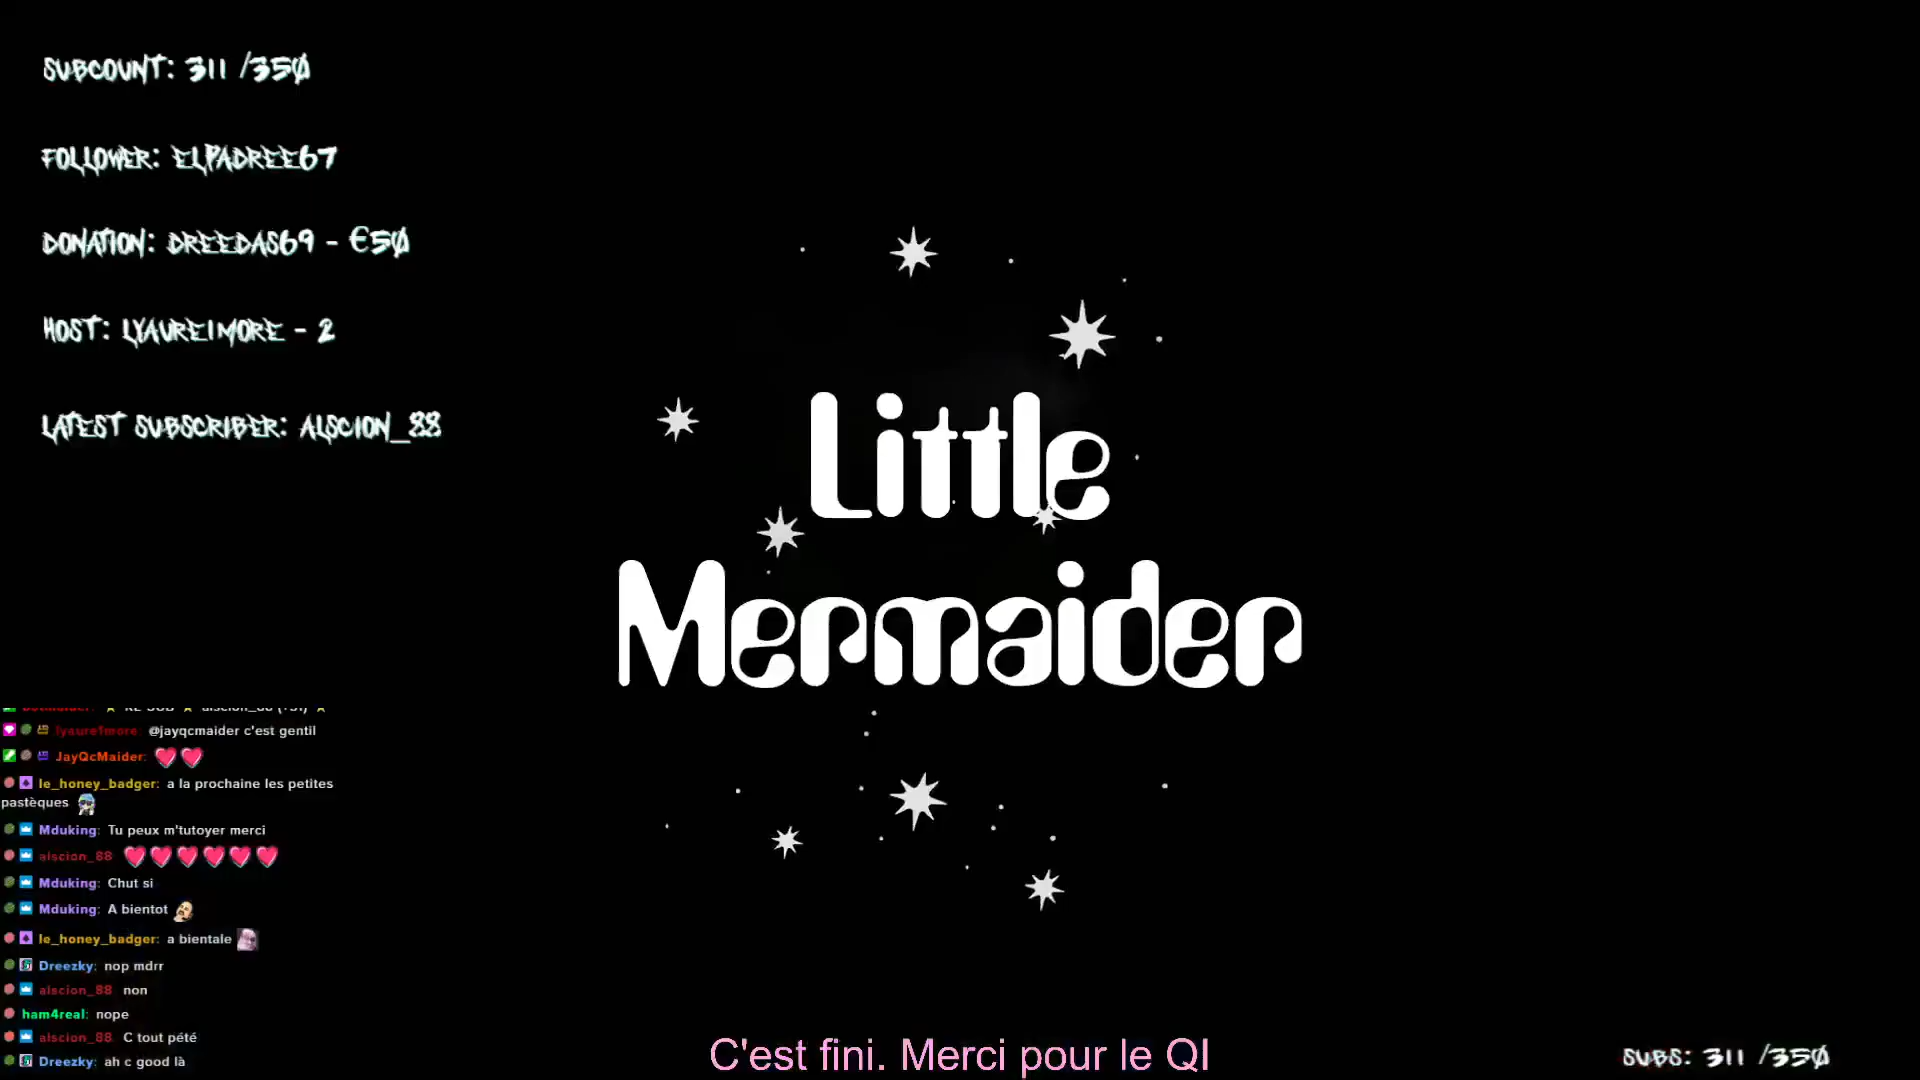 SUBCOUNT: 311 /350
FOLLOWER: ELPADREE67
DONATION: DREEDAS69 - €50
HOST: LYAURE1MORE - 2
LATEST SUBSCRIBER: ALSCION_88
Little
Mermaider
lyaure1more: @jayqcmaider c'est gentil
JayQcMaider:
le_honey_badger: a la prochaine les petites
pastèques
Mduking: Tu peux m'tutoyer merci
alscion_88
Mduking: Chut si
Mduking: A bientot
le_honey_badger: a bientale
Dreezky: nop mdrr
alscion_88 non
ham4real: nope
alscion_88 C tout pété
Dreezky: ah c good là
C'est fini. Merci pour le QI
SUBS: 311 /350